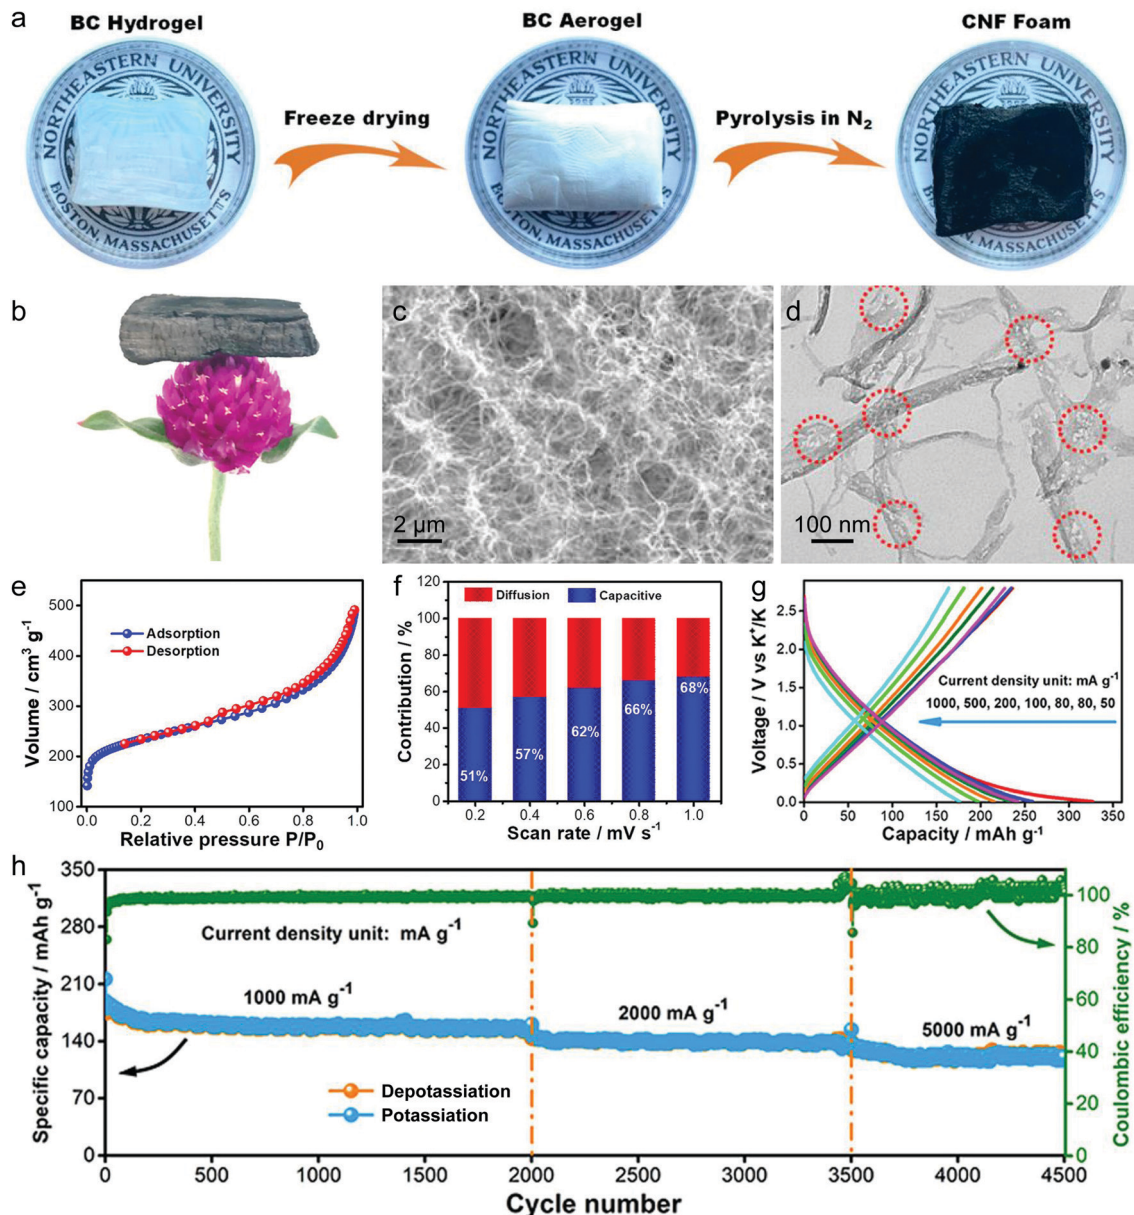 a
BC Hydrogel
BC Aerogel
CNF Foam
NORTHEASTERN UNIVERSITY
BOSTON, MASSACHUSETTS
Freeze drying
NORTHEASTERN UNIVERSITY
BOSTON, MASSACHUSETTS
Pyrolysis in N₂
NORTHEASTERN UNIVERSITY
BOSTON, MASSACHUSETTS
b
c
2 µm
d
100 nm
e
Volume / cm³ g⁻¹
500
400
300
200
100
Adsorption
Desorption
0.0 0.2 0.4 0.6 0.8 1.0
Relative pressure P/P₀
f
Contribution / %
120
100
80
60
40
20
0
Diffusion Capacitive
51% 57% 62% 66% 68%
0.2 0.4 0.6 0.8 1.0
Scan rate / mV s⁻¹
g
Voltage / V vs K⁺/K
2.5
2.0
1.5
1.0
0.5
0.0
Current density unit: mA g⁻¹
1000, 500, 200, 100, 80, 80, 50
0 50 100 150 200 250 300 350
Capacity / mAh g⁻¹
h
Specific capacity / mAh g⁻¹
350
280
210
140
70
0
Current density unit: mA g⁻¹
1000 mA g⁻¹
2000 mA g⁻¹
5000 mA g⁻¹
Depotassiation
Potassiation
100
80
60
40
20
0
Coulombic efficiency / %
0 500 1000 1500 2000 2500 3000 3500 4000 4500
Cycle number